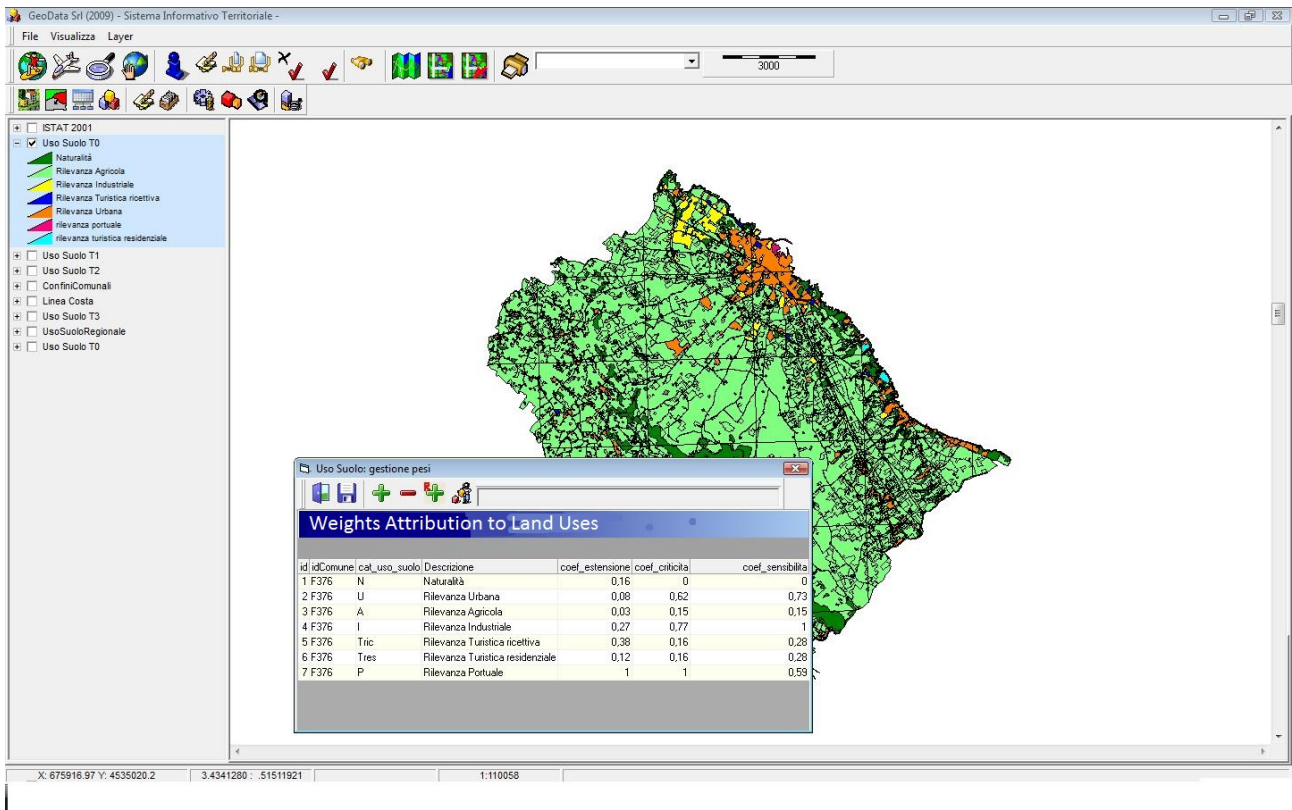 GeoData Srl (2009) - Sistema Informativo Territoriale -
File Visualizza Layer
3000
ISTAT 2001
Uso Suolo T0
Naturalità
Rilevanza Agricola
Rilevanza Industriale
Rilevanza Turistica ricettiva
Rilevanza Urbana
rilevanza portuale
rilevanza turistica residenziale
Uso Suolo T1
Uso Suolo T2
ConfiniComunali
Linea Costa
Uso Suolo T3
UsoSuoloRegionale
Uso Suolo T0
Uso Suolo: gestione pesi
Weights Attribution to Land Uses
id idComune cat_uso_suolo Descrizione coef_estensione coef_criticita coef_sensibilita
1 F376 N Naturalità 0,16 0 0
2 F376 U Rilevanza Urbana 0,08 0,62 0,73
3 F376 A Rilevanza Agricola 0,03 0,15 0,15
4 F376 I Rilevanza Industriale 0,27 0,77 1
5 F376 Tric Rilevanza Turistica ricettiva 0,38 0,16 0,28
6 F376 Tres Rilevanza Turistica residenziale 0,12 0,16 0,28
7 F376 P Rilevanza Portuale 1 1 0,59
X: 675916.97 Y: 4535020.2 3.4341280 : .51511921 1:110058